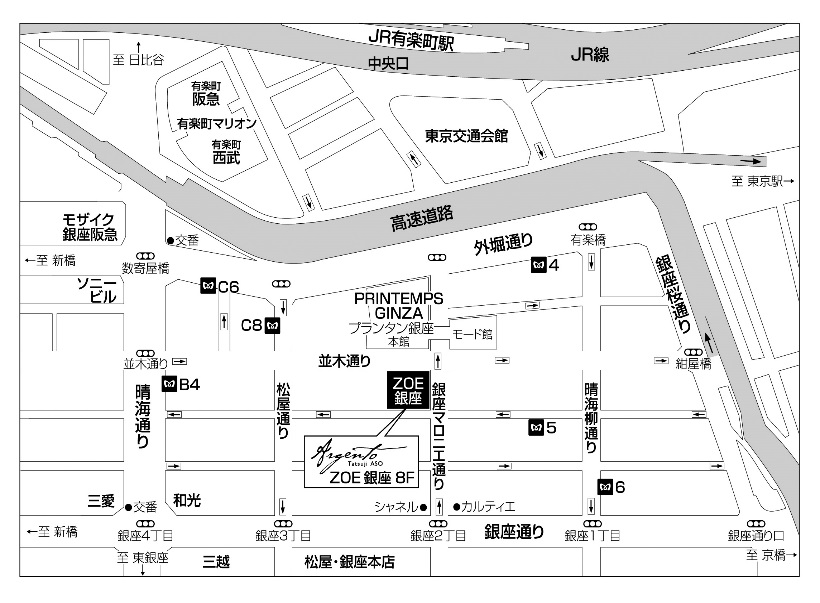 JR有楽町駅
中央口
JR線
至 日比谷↑
有楽町
阪急
有楽町マリオン
有楽町
西武
東京交通会館
至 東京駅→
高速道路
モザイク
銀座阪急
交番
外堀通り
有楽橋
←至 新橋
数寄屋橋
4
ソニー
ビル
C6
銀座桜通り
PRINTEMPS
GINZA
プランタン銀座
本館
モード館
C8
並木通り
並木通り
紺屋橋
B4
ZOE
銀座
晴海通り
松屋通り
銀座マロニエ通り
晴海柳通り
5
Argento
Tatsuji ASO
ZOE 銀座 8F
6
三愛
交番
和光
シャネル
カルティエ
←至 新橋
銀座4丁目
銀座3丁目
銀座2丁目
銀座通り
銀座1丁目
銀座通り口
至 東銀座
三越
松屋・銀座本店
至 京橋→